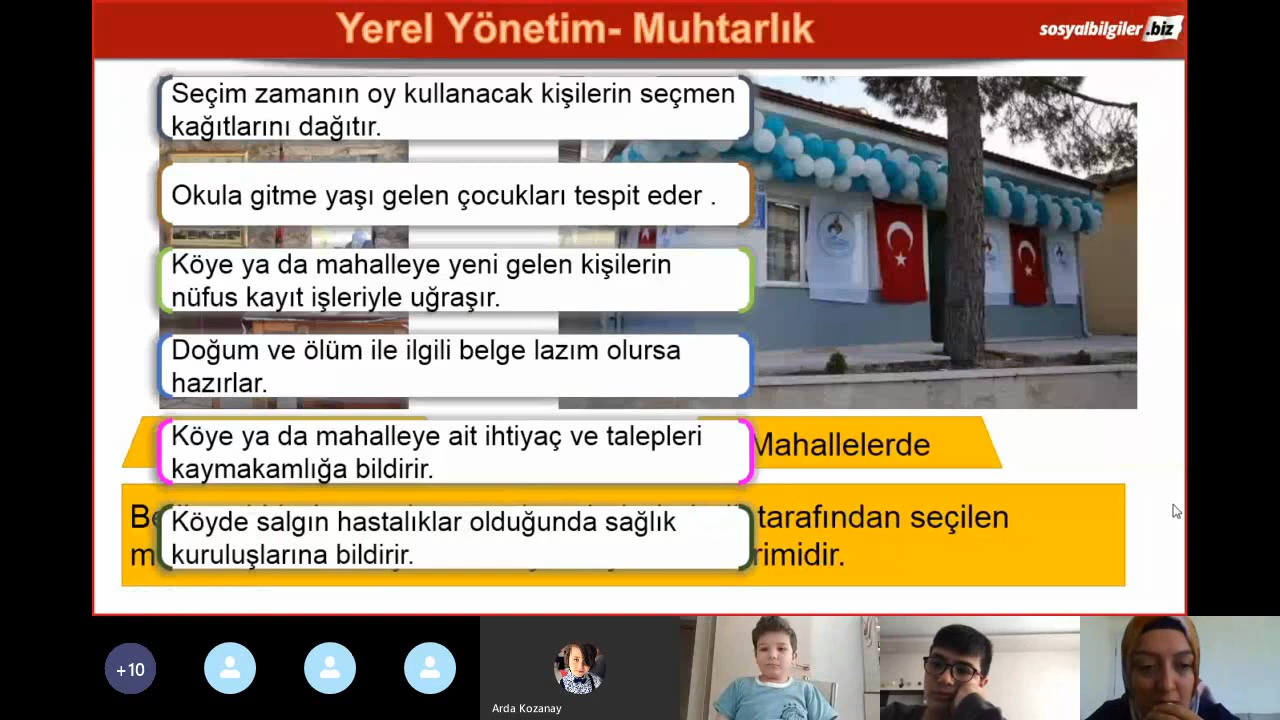 Yerel Yönetim- Muhtarlık
sosyalbilgiler.biz
Seçim zamanın oy kullanacak kişilerin seçmen
kağıtlarını dağıtır.
Okula gitme yaşı gelen çocukları tespit eder .
Köye ya da mahalleye yeni gelen kişilerin
nüfus kayıt işleriyle uğraşır.
Doğum ve ölüm ile ilgili belge lazım olursa
hazırlar.
Köye ya da mahalleye ait ihtiyaç ve talepleri
kaymakamlığa bildirir.
Mahallelerde
Köyde salgın hastalıklar olduğunda sağlık
kuruluşlarına bildirir.
tarafından seçilen
+10
Arda Kozanay